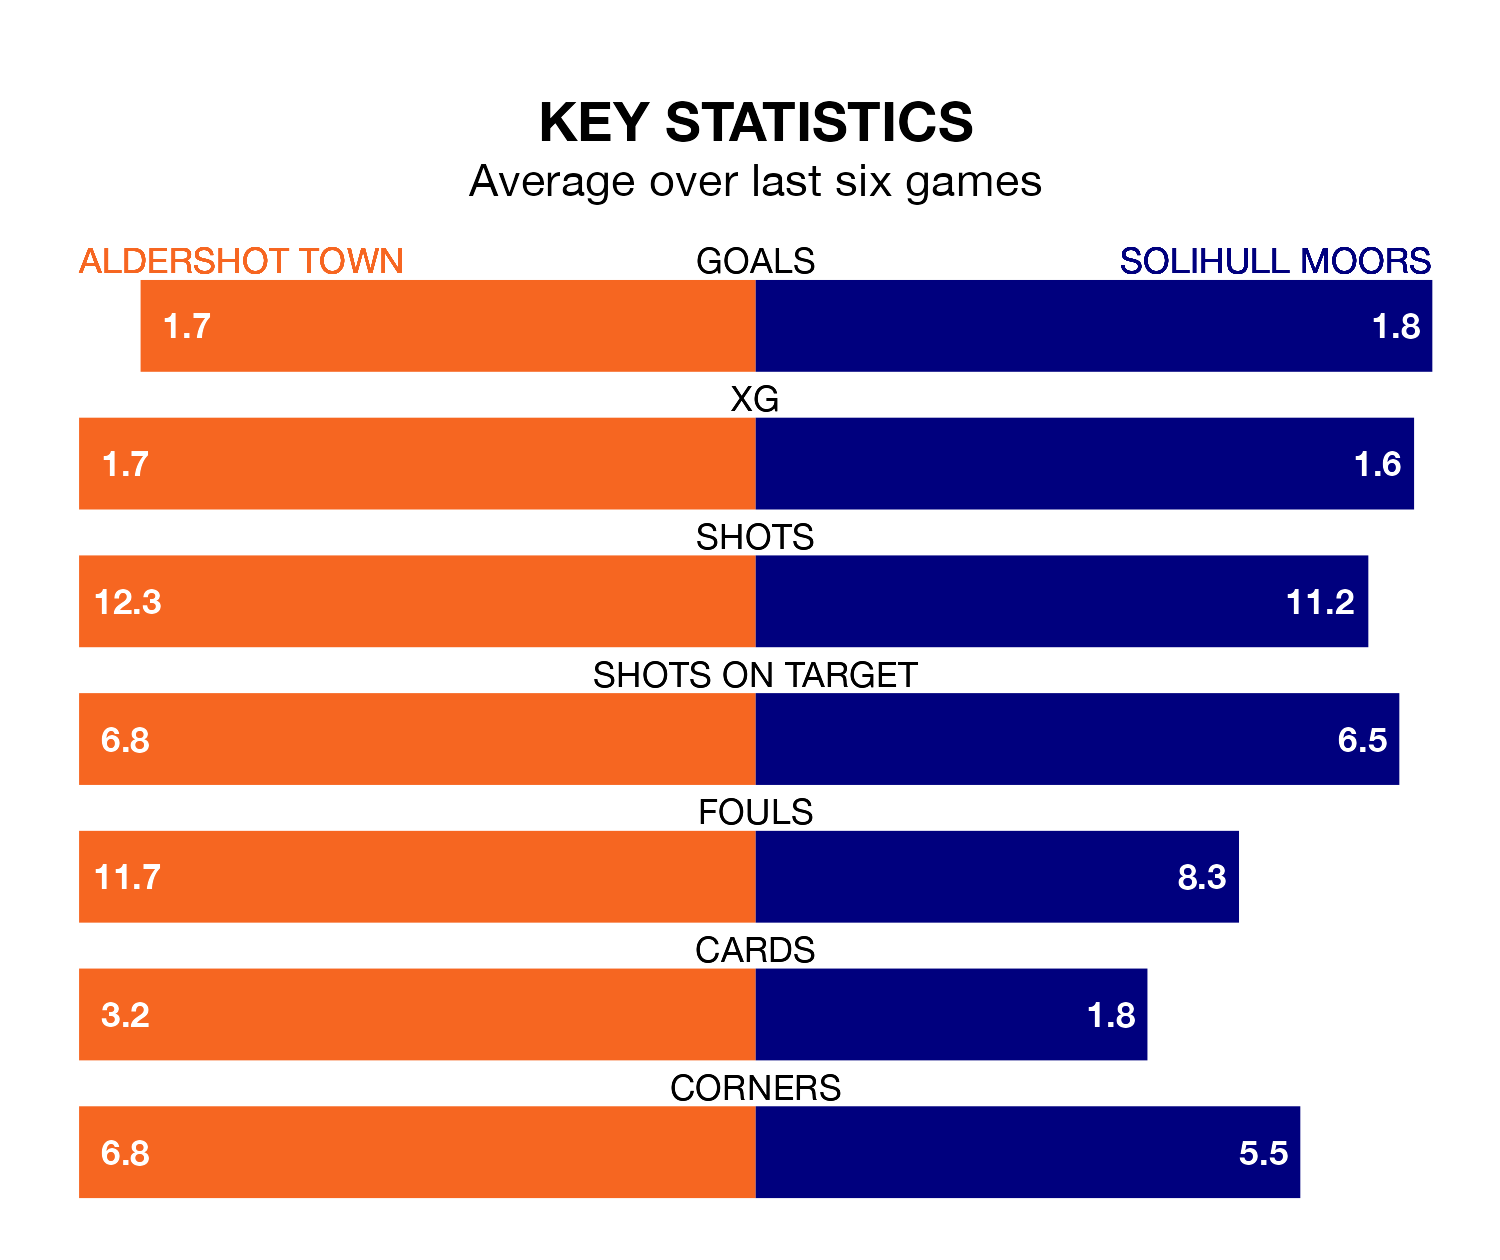 KEY STATISTICS
Average over last six games
ALDERSHOT TOWN GOALS SOLIHULL MOORS
1.7 1.8
XG
1.7 1.6
SHOTS
12.3 11.2
SHOTS ON TARGET
6.8 6.5
FOULS
11.7 8.3
CARDS
3.2 1.8
CORNERS
6.8 5.5